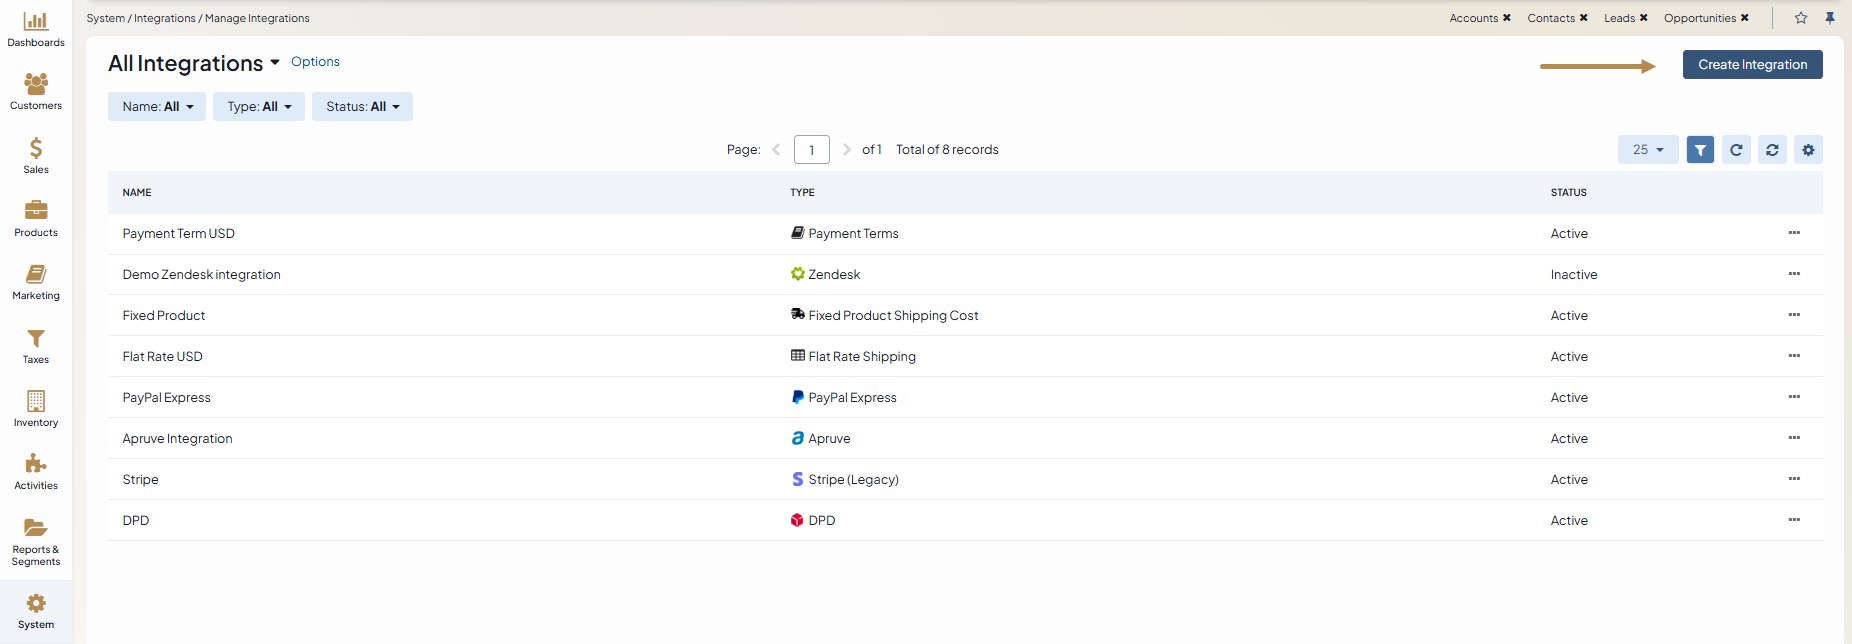 System / Integrations / Manage Integrations
Accounts ✖ Contacts ✖ Leads ✖ Opportunities ✖
Dashboards
Customers
Sales
Products
Marketing
Taxes
Inventory
Activities
Reports &
Segments
System
All Integrations Options
Create Integration
Name: All Type: All Status: All
Page: 1 of 1 Total of 8 records 25
NAME TYPE STATUS
Payment Term USD Payment Terms Active
Demo Zendesk integration Zendesk Inactive
Fixed Product Fixed Product Shipping Cost Active
Flat Rate USD Flat Rate Shipping Active
PayPal Express PayPal Express Active
Apruve Integration Apruve Active
Stripe Stripe (Legacy) Active
DPD DPD Active